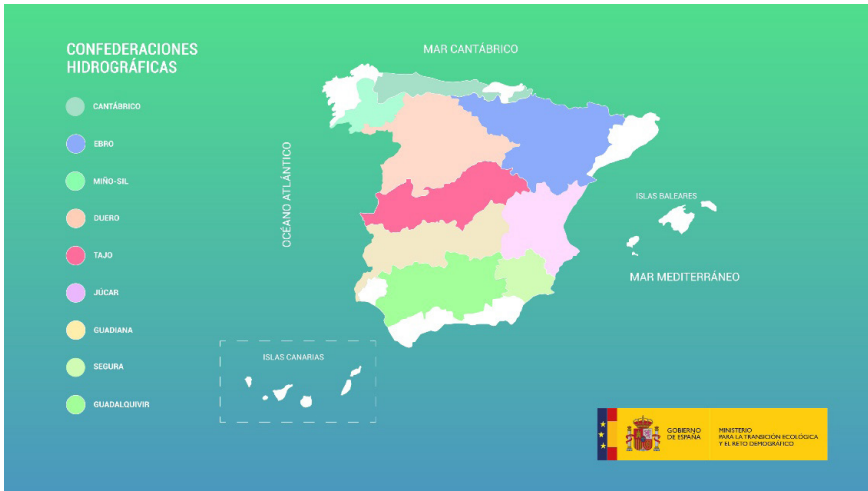 CONFEDERACIONES
HIDROGRÁFICAS
CANTÁBRICO
EBRO
MIÑO-SIL
DUERO
TAJO
JÚCAR
GUADIANA
SEGURA
GUADALQUIVIR
MAR CANTÁBRICO
OCÉANO ATLÁNTICO
ISLAS BALEARES
MAR MEDITERRÁNEO
ISLAS CANARIAS
GOBIERNO
DE ESPAÑA
MINISTERIO
PARA LA TRANSICIÓN ECOLÓGICA
Y EL RETO DEMOGRÁFICO